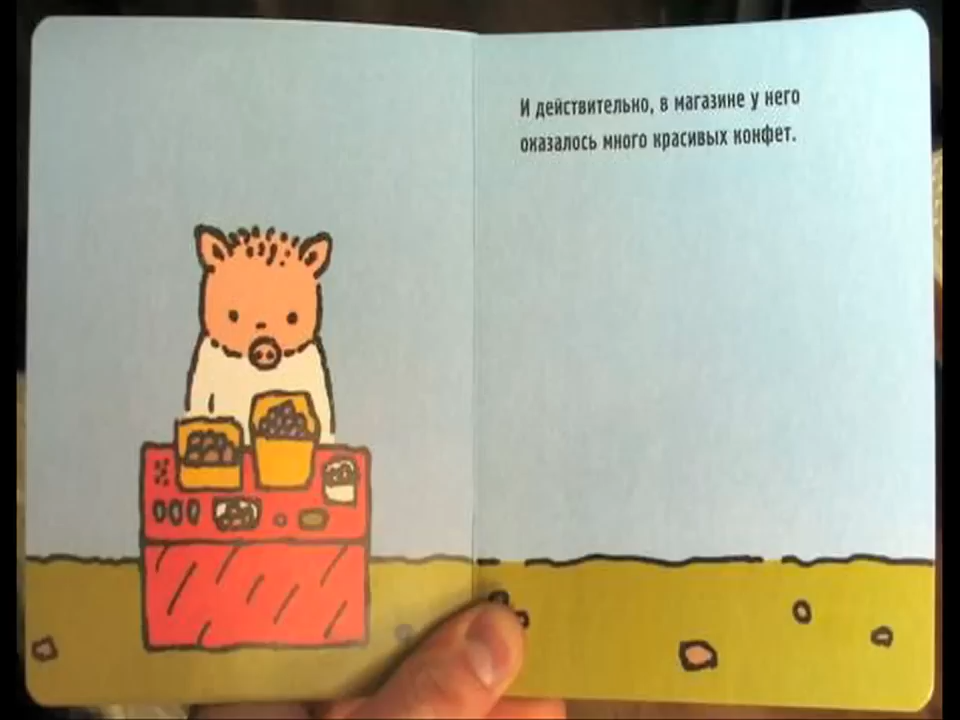 И действительно, в магазине у него
оказалось много красивых конфет.